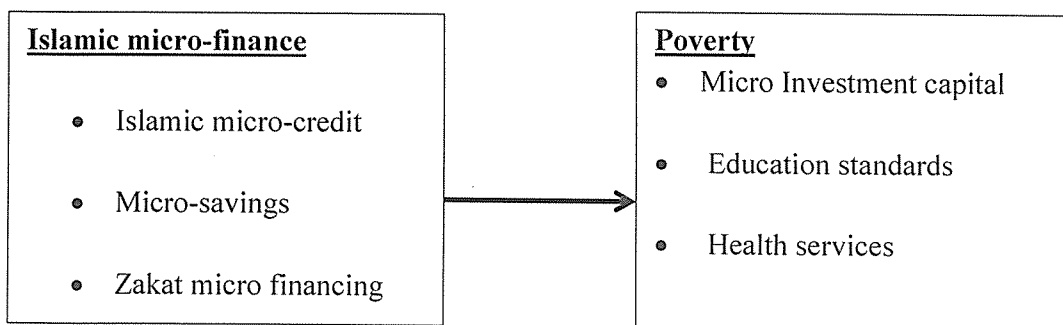 Islamic micro-finance
• Islamic micro-credit
• Micro-savings
• Zakat micro financing
Poverty
• Micro Investment capital
• Education standards
• Health services